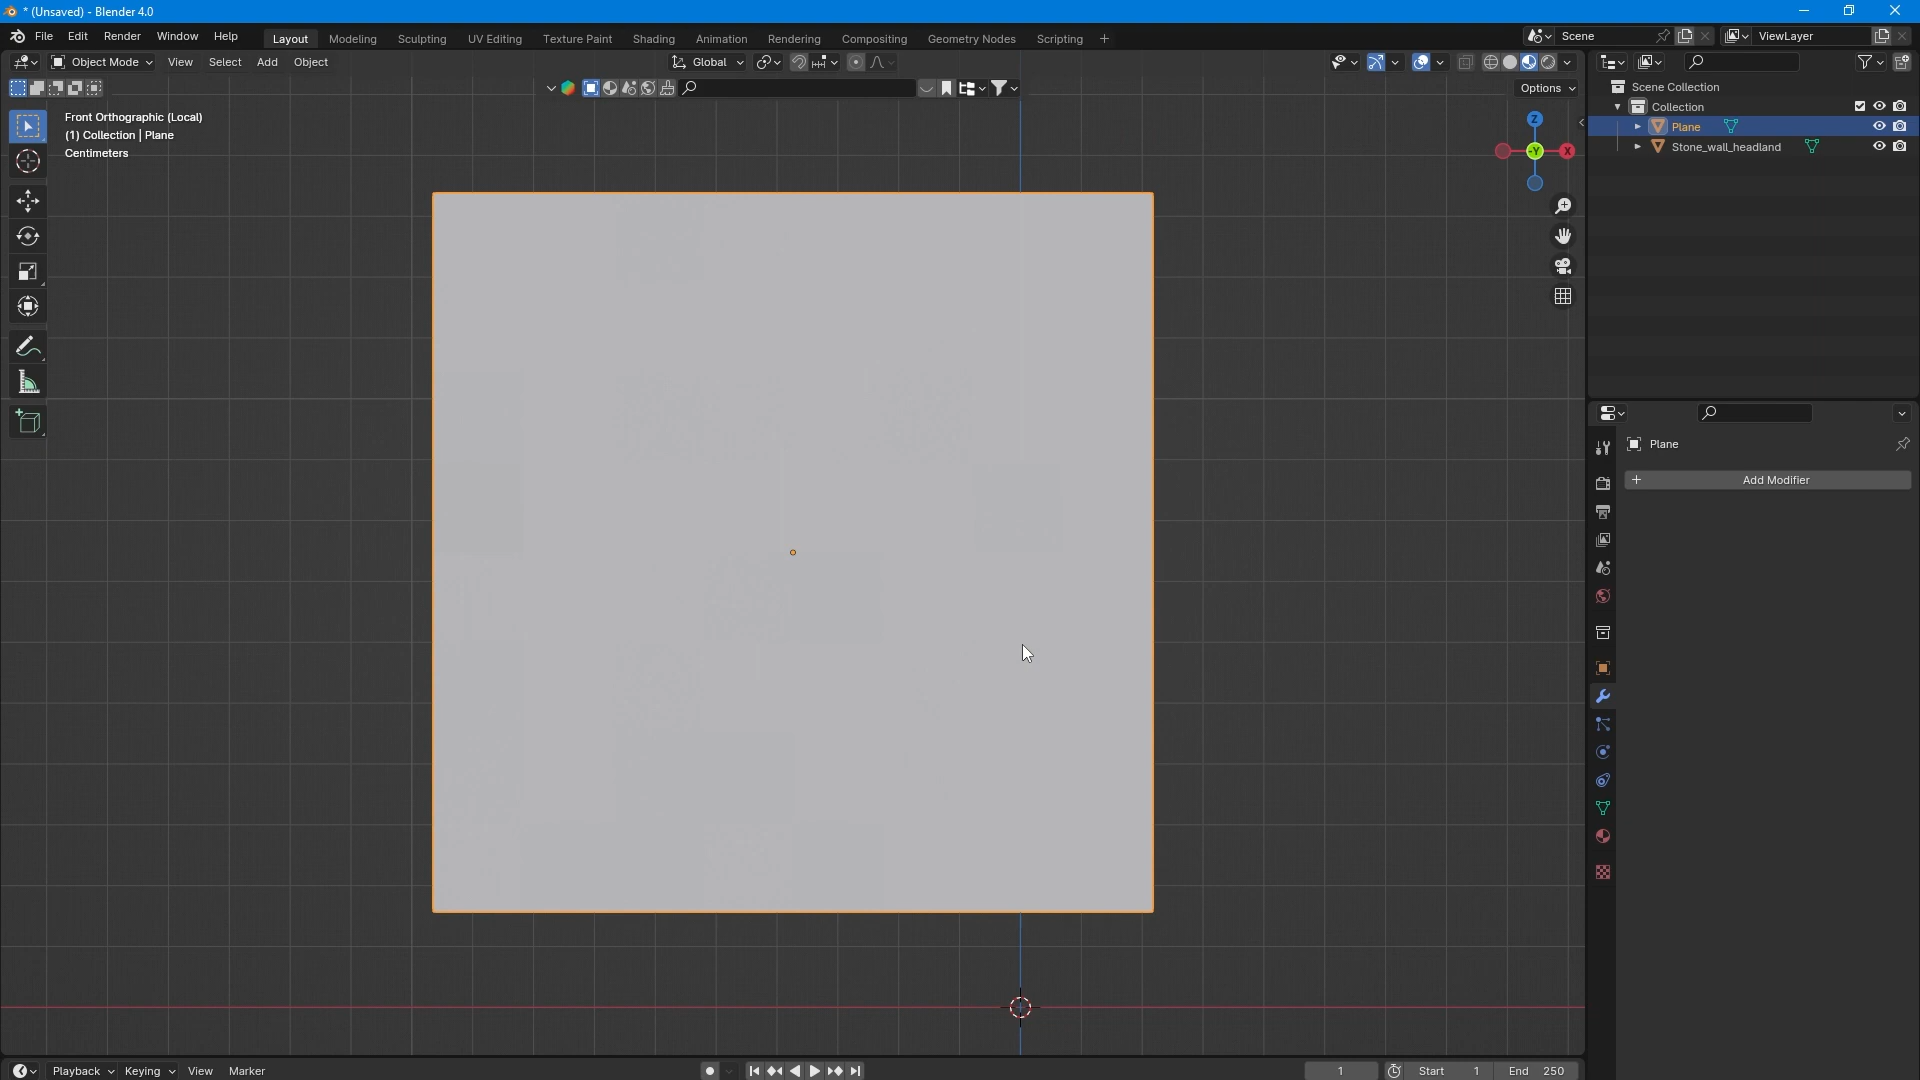 * (Unsaved) - Blender 4.0
File Edit Render Window Help
Layout Modeling Sculpting UV Editing Texture Paint Shading Animation Rendering Compositing Geometry Nodes Scripting +
Scene
ViewLayer
Object Mode View Select Add Object
Global
Options
Front Orthographic (Local)
(1) Collection | Plane
Centimeters
Z
-Y
X
Scene Collection
Collection
Plane
Stone_wall_headland
Plane
+ Add Modifier
Playback Keying View Marker
1
Start 1
End 250